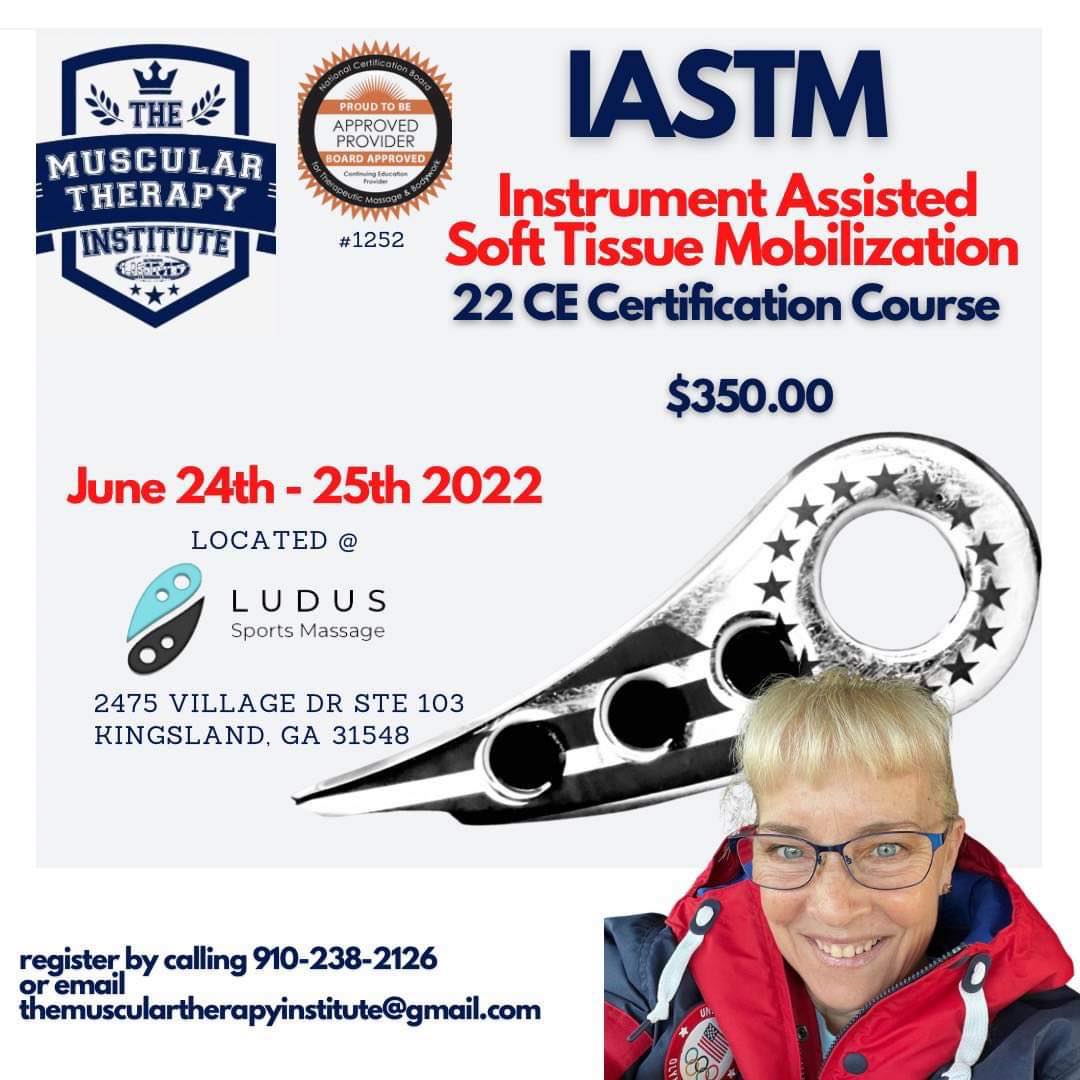 THE
MUSCULAR
THERAPY
INSTITUTE
National Certification Board
PROUD TO BE
APPROVED
PROVIDER
BOARD APPROVED
Continuing Education
Provider
for Therapeutic Massage & Bodywork
#1252
IASTM
Instrument Assisted
Soft Tissue Mobilization
22 CE Certification Course
$350.00
June 24th - 25th 2022
LOCATED @
LUDUS
Sports Massage
2475 VILLAGE DR STE 103
KINGSLAND, GA 31548
register by calling 910-238-2126
or email
themusculartherapyinstitute@gmail.com